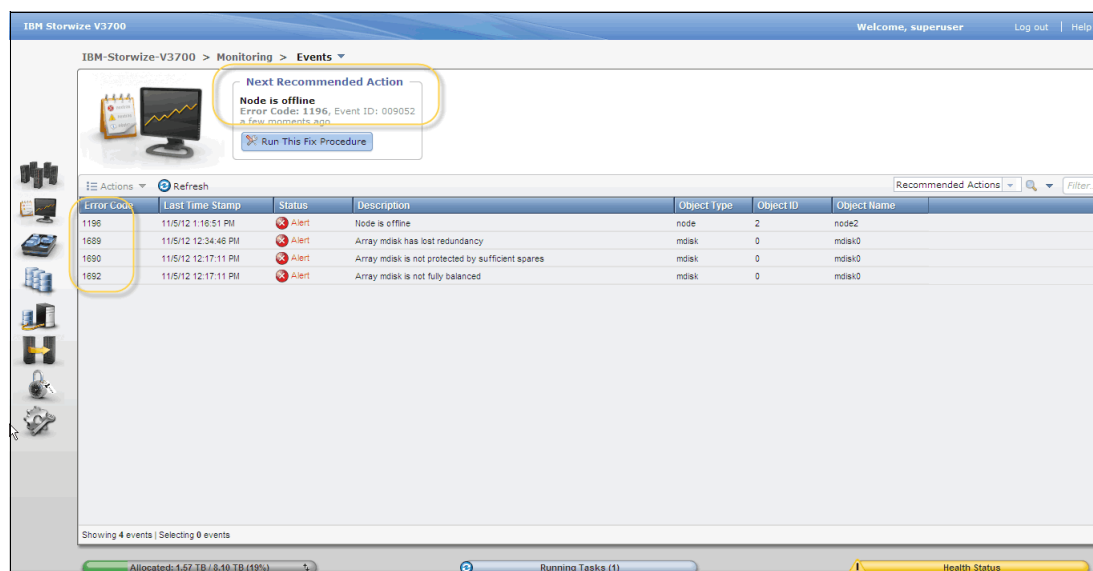 IBM Storwize V3700 Welcome, superuser Log out | Help
IBM-Storwize-V3700 > Monitoring > Events
Next Recommended Action
Node is offline
Error Code: 1196, Event ID: 009052
a few moments ago
Run This Fix Procedure
Actions Refresh Recommended Actions Filter...
Error Code Last Time Stamp Status Description Object Type Object ID Object Name
1196 11/5/12 1:16:51 PM Alert Node is offline node 2 node2
1689 11/5/12 12:34:46 PM Alert Array mdisk has lost redundancy mdisk 0 mdisk0
1690 11/5/12 12:17:11 PM Alert Array mdisk is not protected by sufficient spares mdisk 0 mdisk0
1692 11/5/12 12:17:11 PM Alert Array mdisk is not fully balanced mdisk 0 mdisk0
Showing 4 events | Selecting 0 events
Allocated: 1.57 TB / 8.10 TB (19%) Running Tasks (1) Health Status